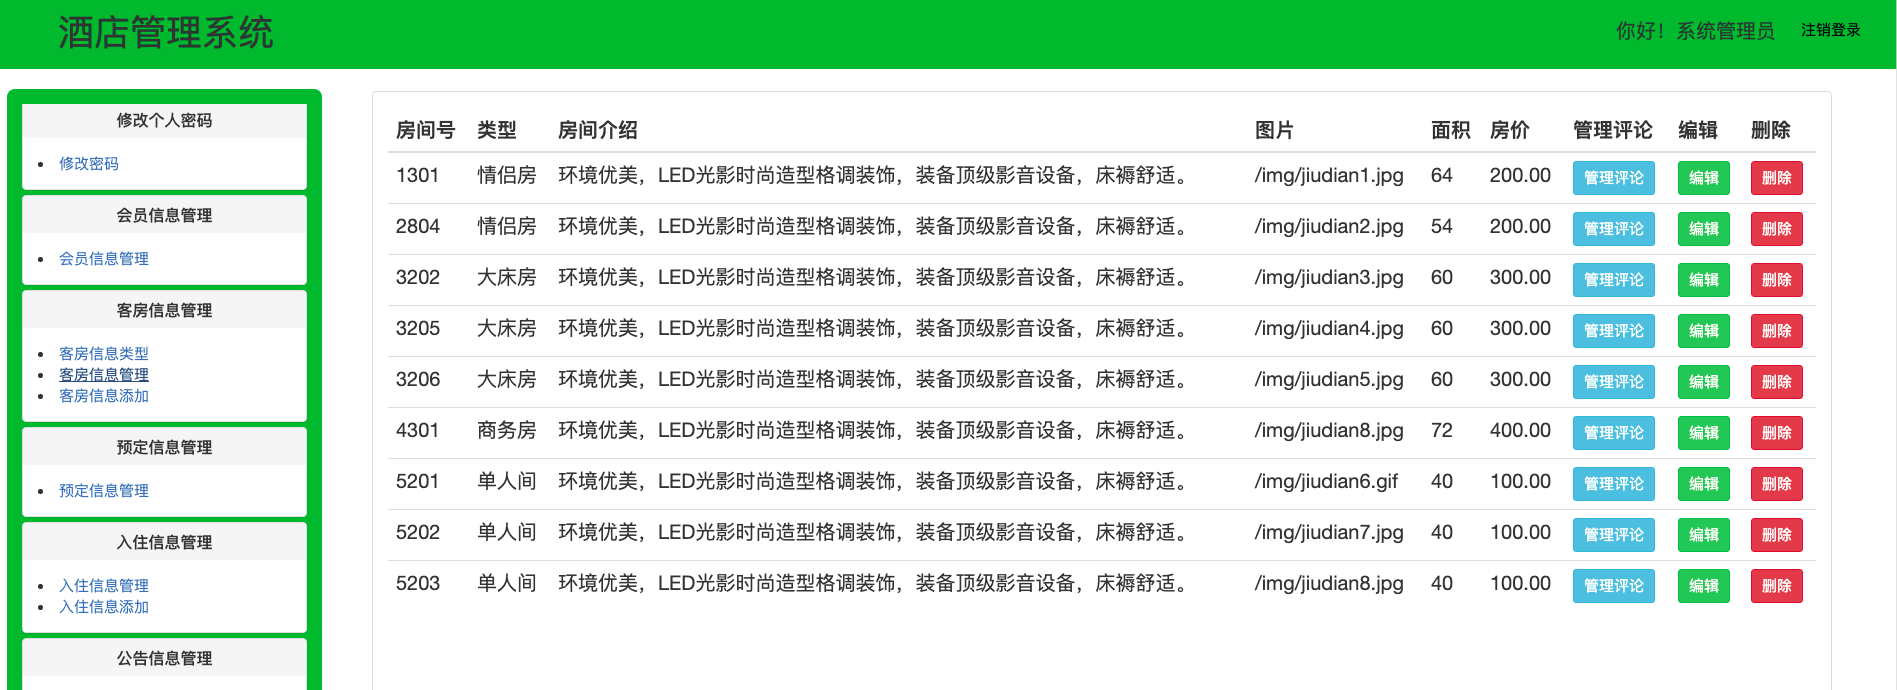 酒店管理系统
你好！系统管理员 注销登录
修改个人密码
修改密码
会员信息管理
会员信息管理
客房信息管理
客房信息类型
客房信息管理
客房信息添加
预定信息管理
预定信息管理
入住信息管理
入住信息管理
入住信息添加
公告信息管理
房间号 类型 房间介绍 图片 面积 房价 管理评论 编辑 删除
1301 情侣房 环境优美，LED光影时尚造型格调装饰，装备顶级影音设备，床褥舒适。 /img/jiudian1.jpg 64 200.00 管理评论 编辑 删除
2804 情侣房 环境优美，LED光影时尚造型格调装饰，装备顶级影音设备，床褥舒适。 /img/jiudian2.jpg 54 200.00 管理评论 编辑 删除
3202 大床房 环境优美，LED光影时尚造型格调装饰，装备顶级影音设备，床褥舒适。 /img/jiudian3.jpg 60 300.00 管理评论 编辑 删除
3205 大床房 环境优美，LED光影时尚造型格调装饰，装备顶级影音设备，床褥舒适。 /img/jiudian4.jpg 60 300.00 管理评论 编辑 删除
3206 大床房 环境优美，LED光影时尚造型格调装饰，装备顶级影音设备，床褥舒适。 /img/jiudian5.jpg 60 300.00 管理评论 编辑 删除
4301 商务房 环境优美，LED光影时尚造型格调装饰，装备顶级影音设备，床褥舒适。 /img/jiudian8.jpg 72 400.00 管理评论 编辑 删除
5201 单人间 环境优美，LED光影时尚造型格调装饰，装备顶级影音设备，床褥舒适。 /img/jiudian6.gif 40 100.00 管理评论 编辑 删除
5202 单人间 环境优美，LED光影时尚造型格调装饰，装备顶级影音设备，床褥舒适。 /img/jiudian7.jpg 40 100.00 管理评论 编辑 删除
5203 单人间 环境优美，LED光影时尚造型格调装饰，装备顶级影音设备，床褥舒适。 /img/jiudian8.jpg 40 100.00 管理评论 编辑 删除